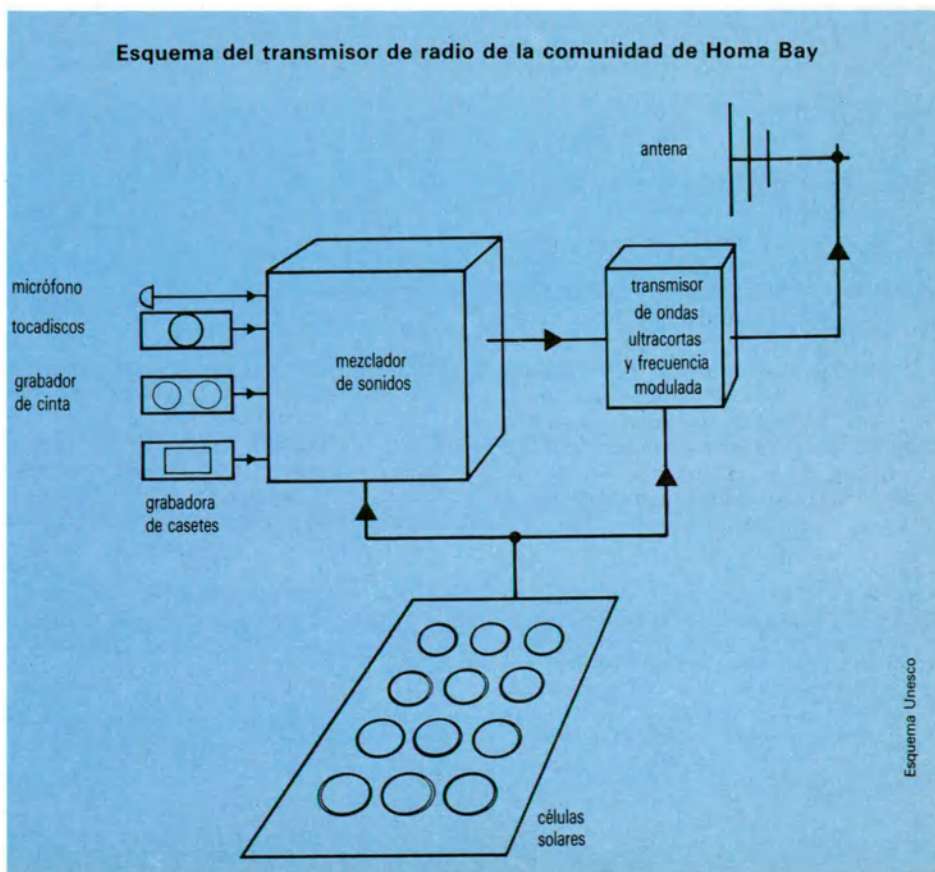 Esquema del transmisor de radio de la comunidad de Homa Bay
antena
micrófono
tocadiscos
grabador
de cinta
grabadora
de casetes
mezclador
de sonidos
transmisor
de ondas
ultracortas
y frecuencia
modulada
células
solares
Esquema Unesco